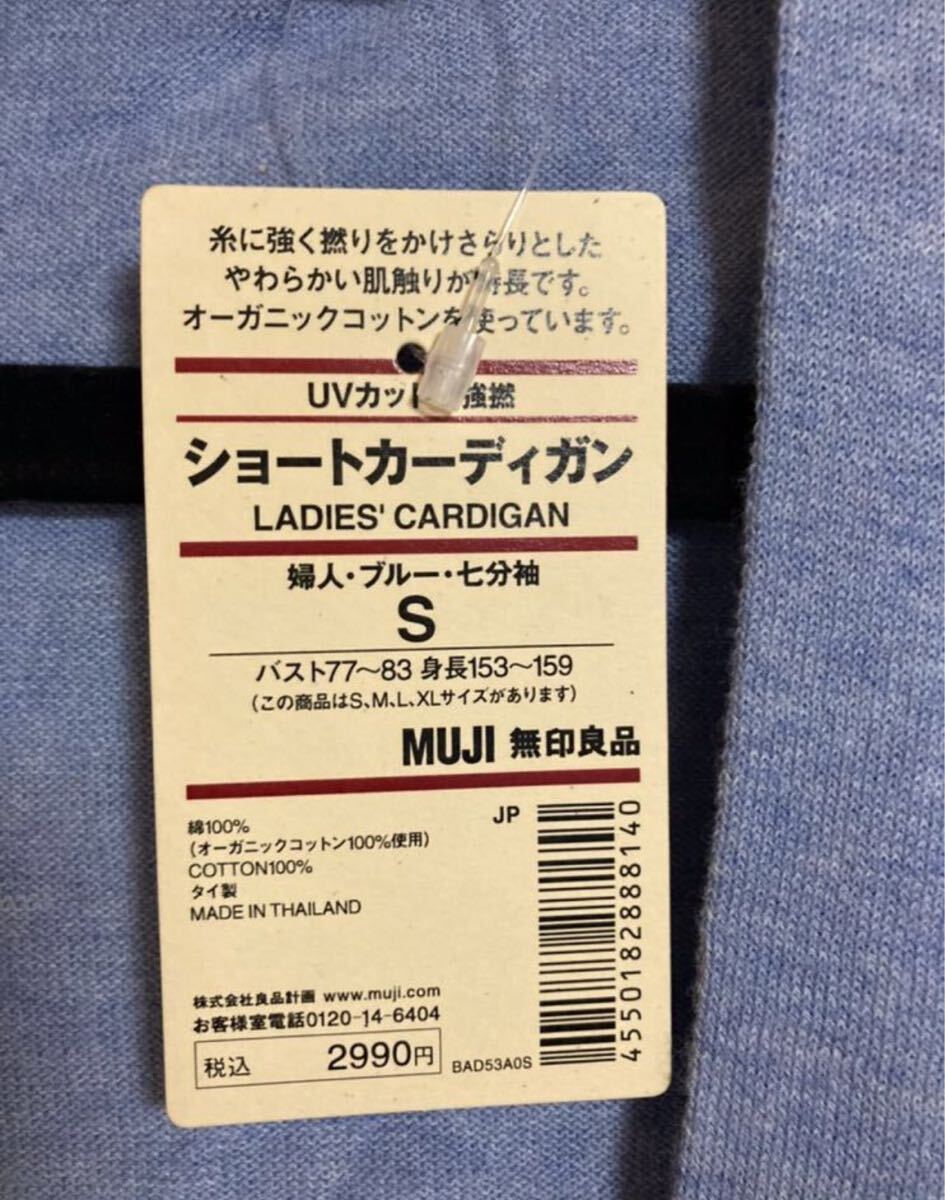 糸に強く撚りをかけさらりとした
やわらかい肌触りが特長です。
オーガニックコットンを使っています。
UVカット 強撚
ショートカーディガン
LADIES' CARDIGAN
婦人・ブルー・七分袖
S
バスト77〜83 身長153〜159
(この商品はS、M、L、XLサイズがあります)
MUJI 無印良品
綿100%
(オーガニックコットン100%使用)
COTTON100%
タイ製
MADE IN THAILAND
JP
4550182888140
株式会社良品計画 www.muji.com
お客様室電話0120-14-6404
税込 2990円
BAD53A0S